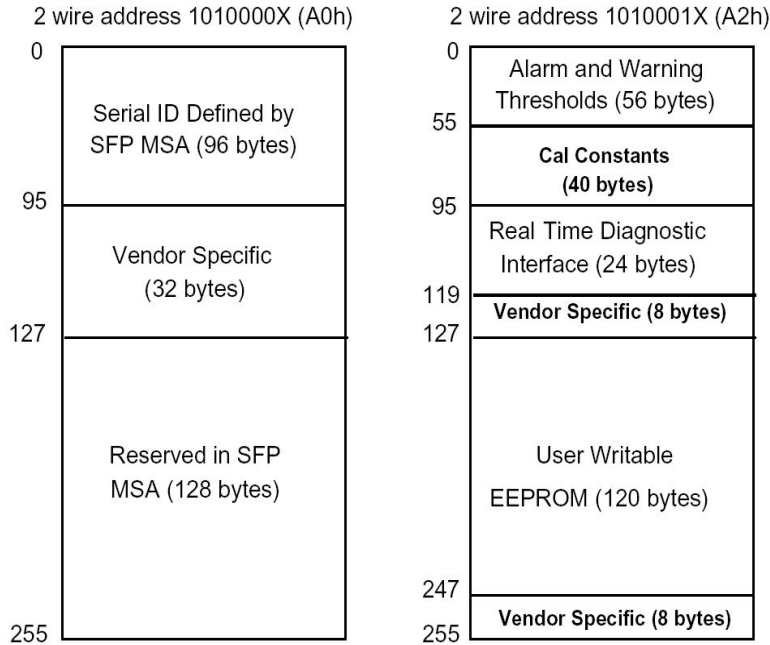 2 wire address 1010000X (A0h)
0
Serial ID Defined by
SFP MSA (96 bytes)
95
Vendor Specific
(32 bytes)
127
Reserved in SFP
MSA (128 bytes)
255
2 wire address 1010001X (A2h)
0
Alarm and Warning
Thresholds (56 bytes)
55
Cal Constants
(40 bytes)
95
Real Time Diagnostic
Interface (24 bytes)
119
Vendor Specific (8 bytes)
127
User Writable
EEPROM (120 bytes)
247
Vendor Specific (8 bytes)
255